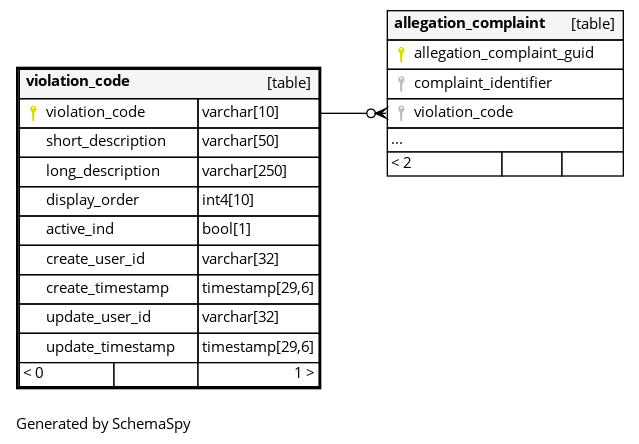 violation_code [table]
violation_code varchar[10]
short_description varchar[50]
long_description varchar[250]
display_order int4[10]
active_ind bool[1]
create_user_id varchar[32]
create_timestamp timestamp[29,6]
update_user_id varchar[32]
update_timestamp timestamp[29,6]
< 0 1 >
allegation_complaint [table]
allegation_complaint_guid
complaint_identifier
violation_code
...
< 2
Generated by SchemaSpy